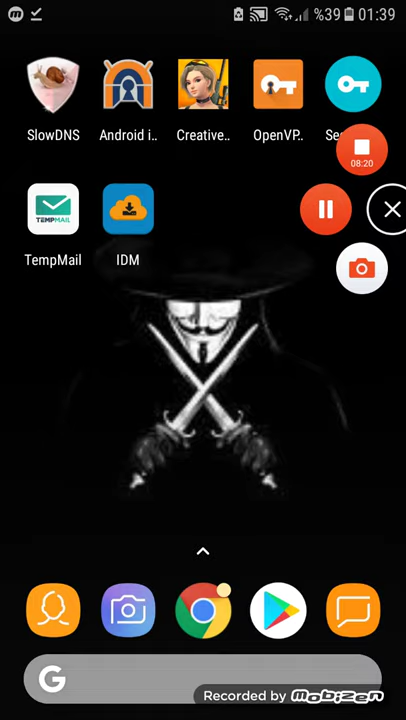 %39 01:39
SlowDNS
Android i..
Creative..
OpenVP..
Se
08:20
TEMPMAIL
TempMail
IDM
G
Recorded by MOBIZEN